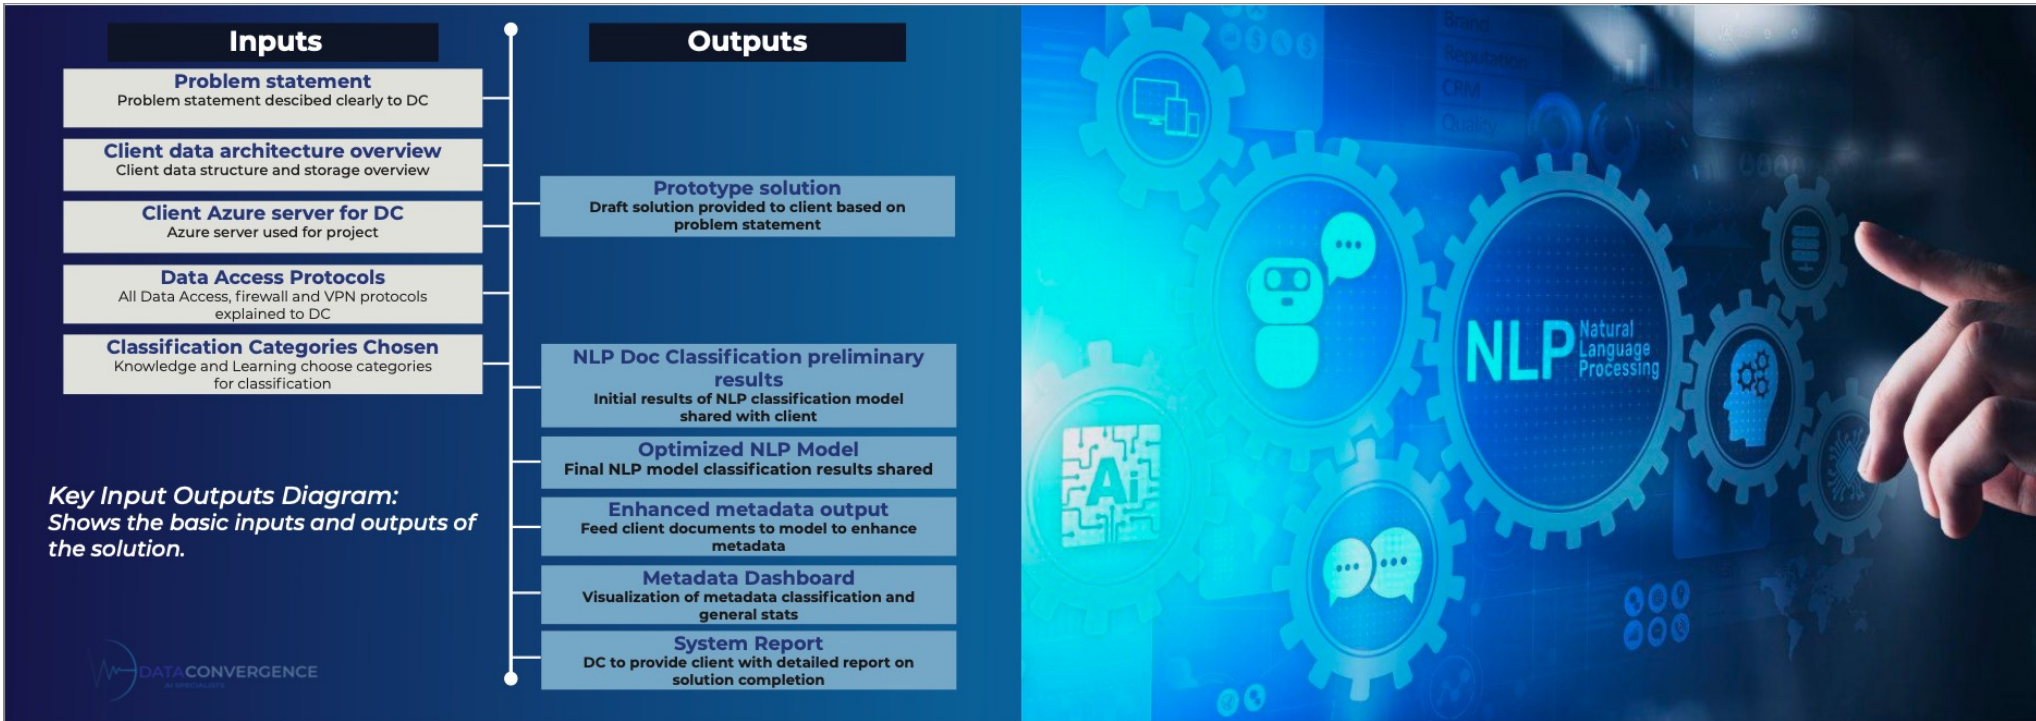 Inputs
Problem statement
Problem statement descibed clearly to DC
Client data architecture overview
Client data structure and storage overview
Client Azure server for DC
Azure server used for project
Data Access Protocols
All Data Access, firewall and VPN protocols
explained to DC
Classification Categories Chosen
Knowledge and Learning choose categories
for classification
Key Input Outputs Diagram:
Shows the basic inputs and outputs of
the solution.
DATACONVERGENCE
AI SPECIALISTS
Outputs
Prototype solution
Draft solution provided to client based on
problem statement
NLP Doc Classification preliminary
results
Initial results of NLP classification model
shared with client
Optimized NLP Model
Final NLP model classification results shared
Enhanced metadata output
Feed client documents to model to enhance
metadata
Metadata Dashboard
Visualization of metadata classification and
general stats
System Report
DC to provide client with detailed report on
solution completion
Brand
Reputation
CRM
Quality
NLP
Natural
Language
Processing
Ai